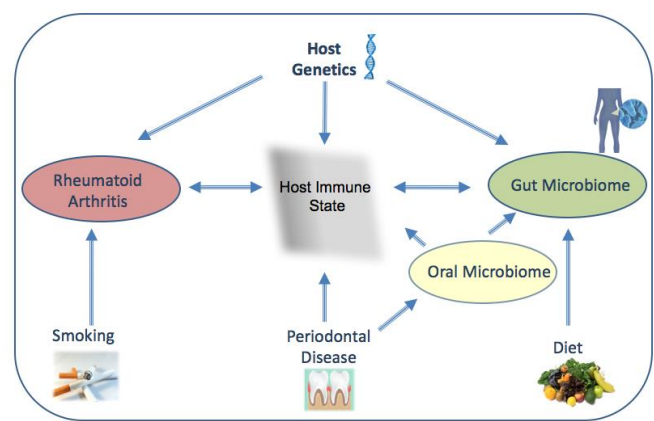 Host
Genetics
Rheumatoid
Arthritis
Host Immune
State
Gut Microbiome
Oral Microbiome
Smoking
Periodontal
Disease
Diet